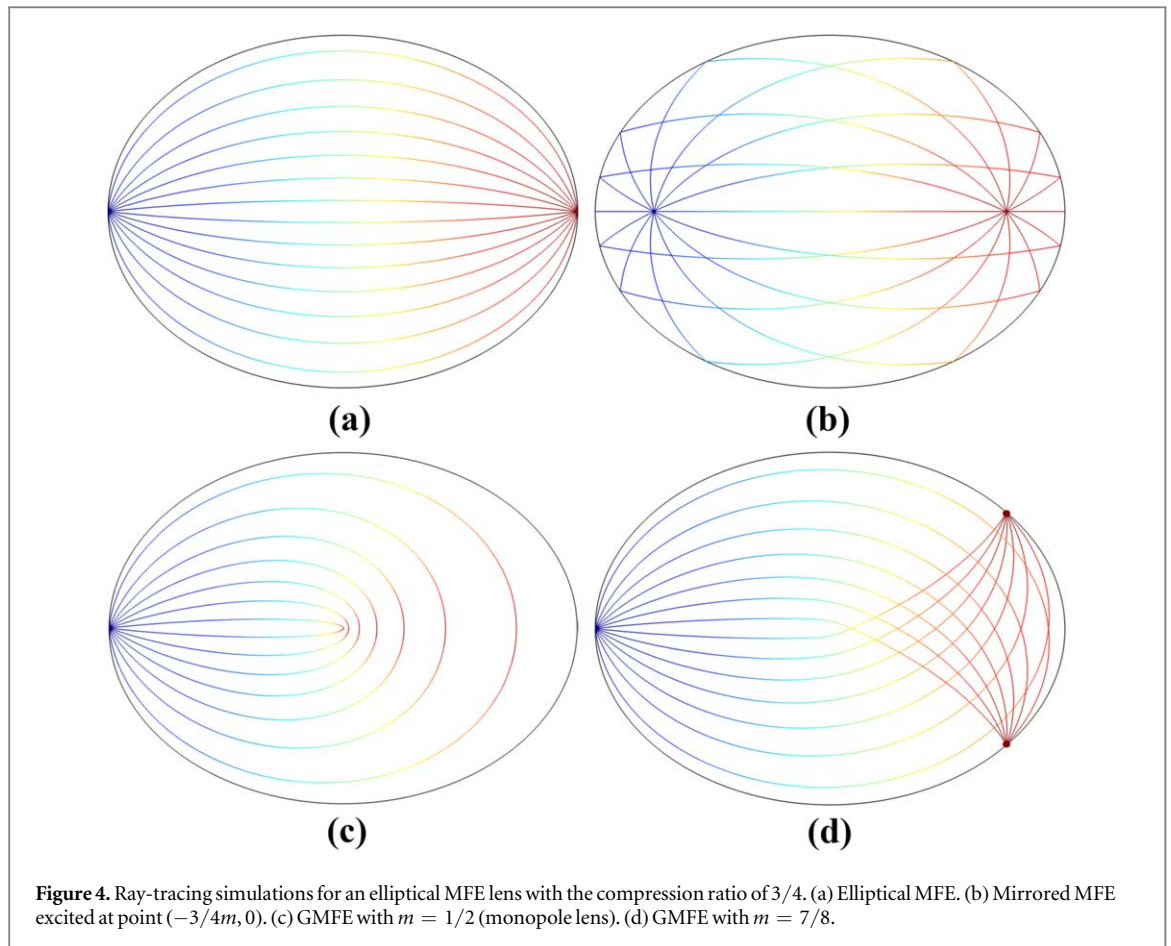 (a)
(b)
(c)
(d)
Figure 4. Ray-tracing simulations for an elliptical MFE lens with the compression ratio of 3/4. (a) Elliptical MFE. (b) Mirrored MFE
excited at point (−3/4m, 0). (c) GMFE with m = 1/2 (monopole lens). (d) GMFE with m = 7/8.